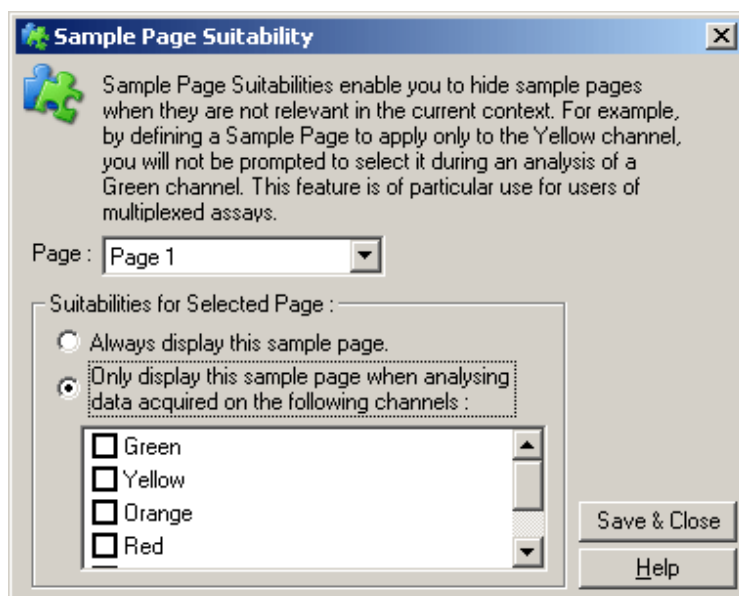 Sample Page Suitability
Sample Page Suitabilities enable you to hide sample pages
when they are not relevant in the current context. For example,
by defining a Sample Page to apply only to the Yellow channel,
you will not be prompted to select it during an analysis of a
Green channel. This feature is of particular use for users of
multiplexed assays.
Page : Page 1
Suitabilities for Selected Page :
Always display this sample page.
Only display this sample page when analysing
data acquired on the following channels :
Green
Yellow
Orange
Red
Save & Close
Help